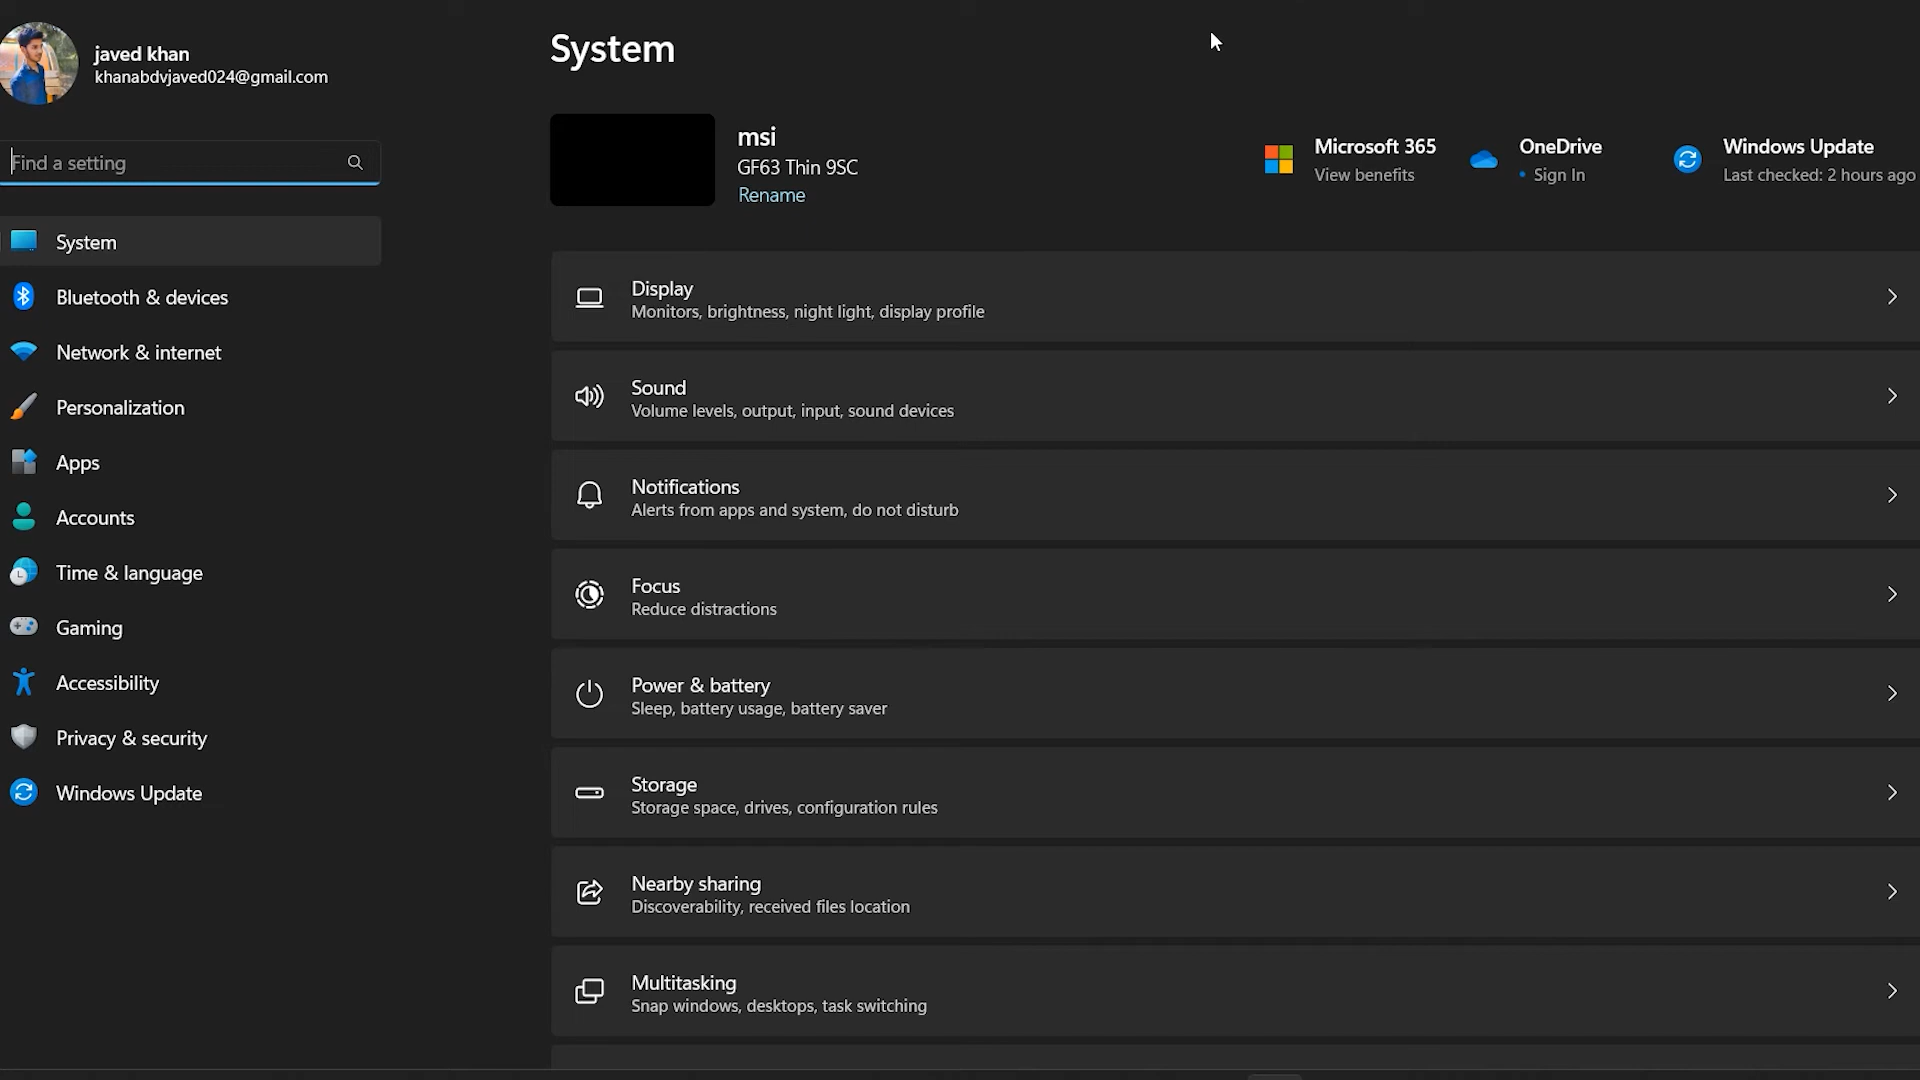 javed khan
khanabdvjaved024@gmail.com
Find a setting
System
Bluetooth & devices
Network & internet
Personalization
Apps
Accounts
Time & language
Gaming
Accessibility
Privacy & security
Windows Update
System
msi
GF63 Thin 9SC
Rename
Microsoft 365
View benefits
OneDrive
• Sign In
Windows Update
Last checked: 2 hours ago
Display
Monitors, brightness, night light, display profile
Sound
Volume levels, output, input, sound devices
Notifications
Alerts from apps and system, do not disturb
Focus
Reduce distractions
Power & battery
Sleep, battery usage, battery saver
Storage
Storage space, drives, configuration rules
Nearby sharing
Discoverability, received files location
Multitasking
Snap windows, desktops, task switching